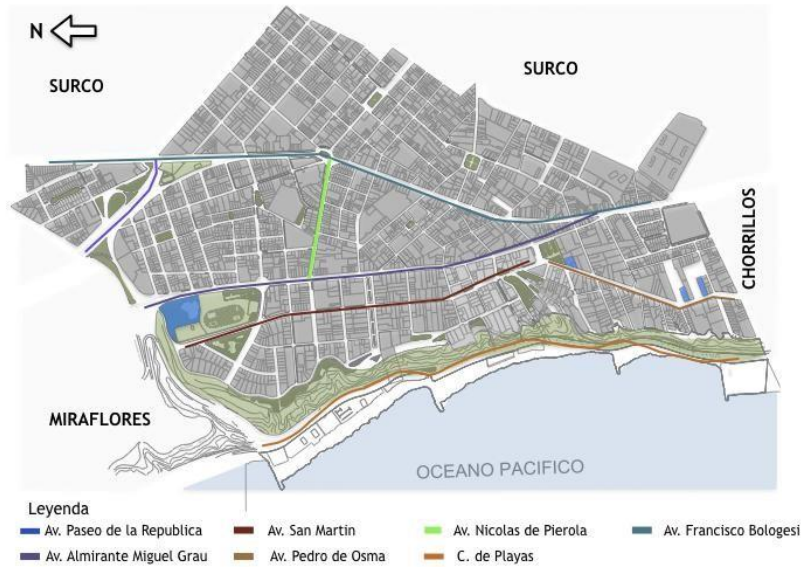 N
SURCO
SURCO
CHORRILLOS
MIRAFLORES
OCEANO PACIFICO
Leyenda
Av. Paseo de la Republica
Av. San Martin
Av. Nicolas de Pierola
Av. Francisco Bologesi
Av. Almirante Miguel Grau
Av. Pedro de Osma
C. de Playas